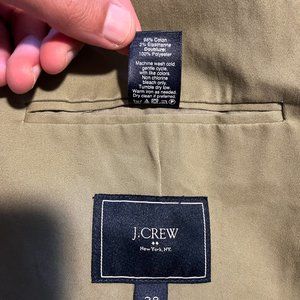 98% Cotton
2% Elasthanne
Doublure:
100% Polyester
Machine wash cold
gentle cycle.
with like colors.
Non chlorine
bleach only.
Tumble dry low.
Warm iron as needed.
Dry clean if preferred.
J.CREW
New York, NY.